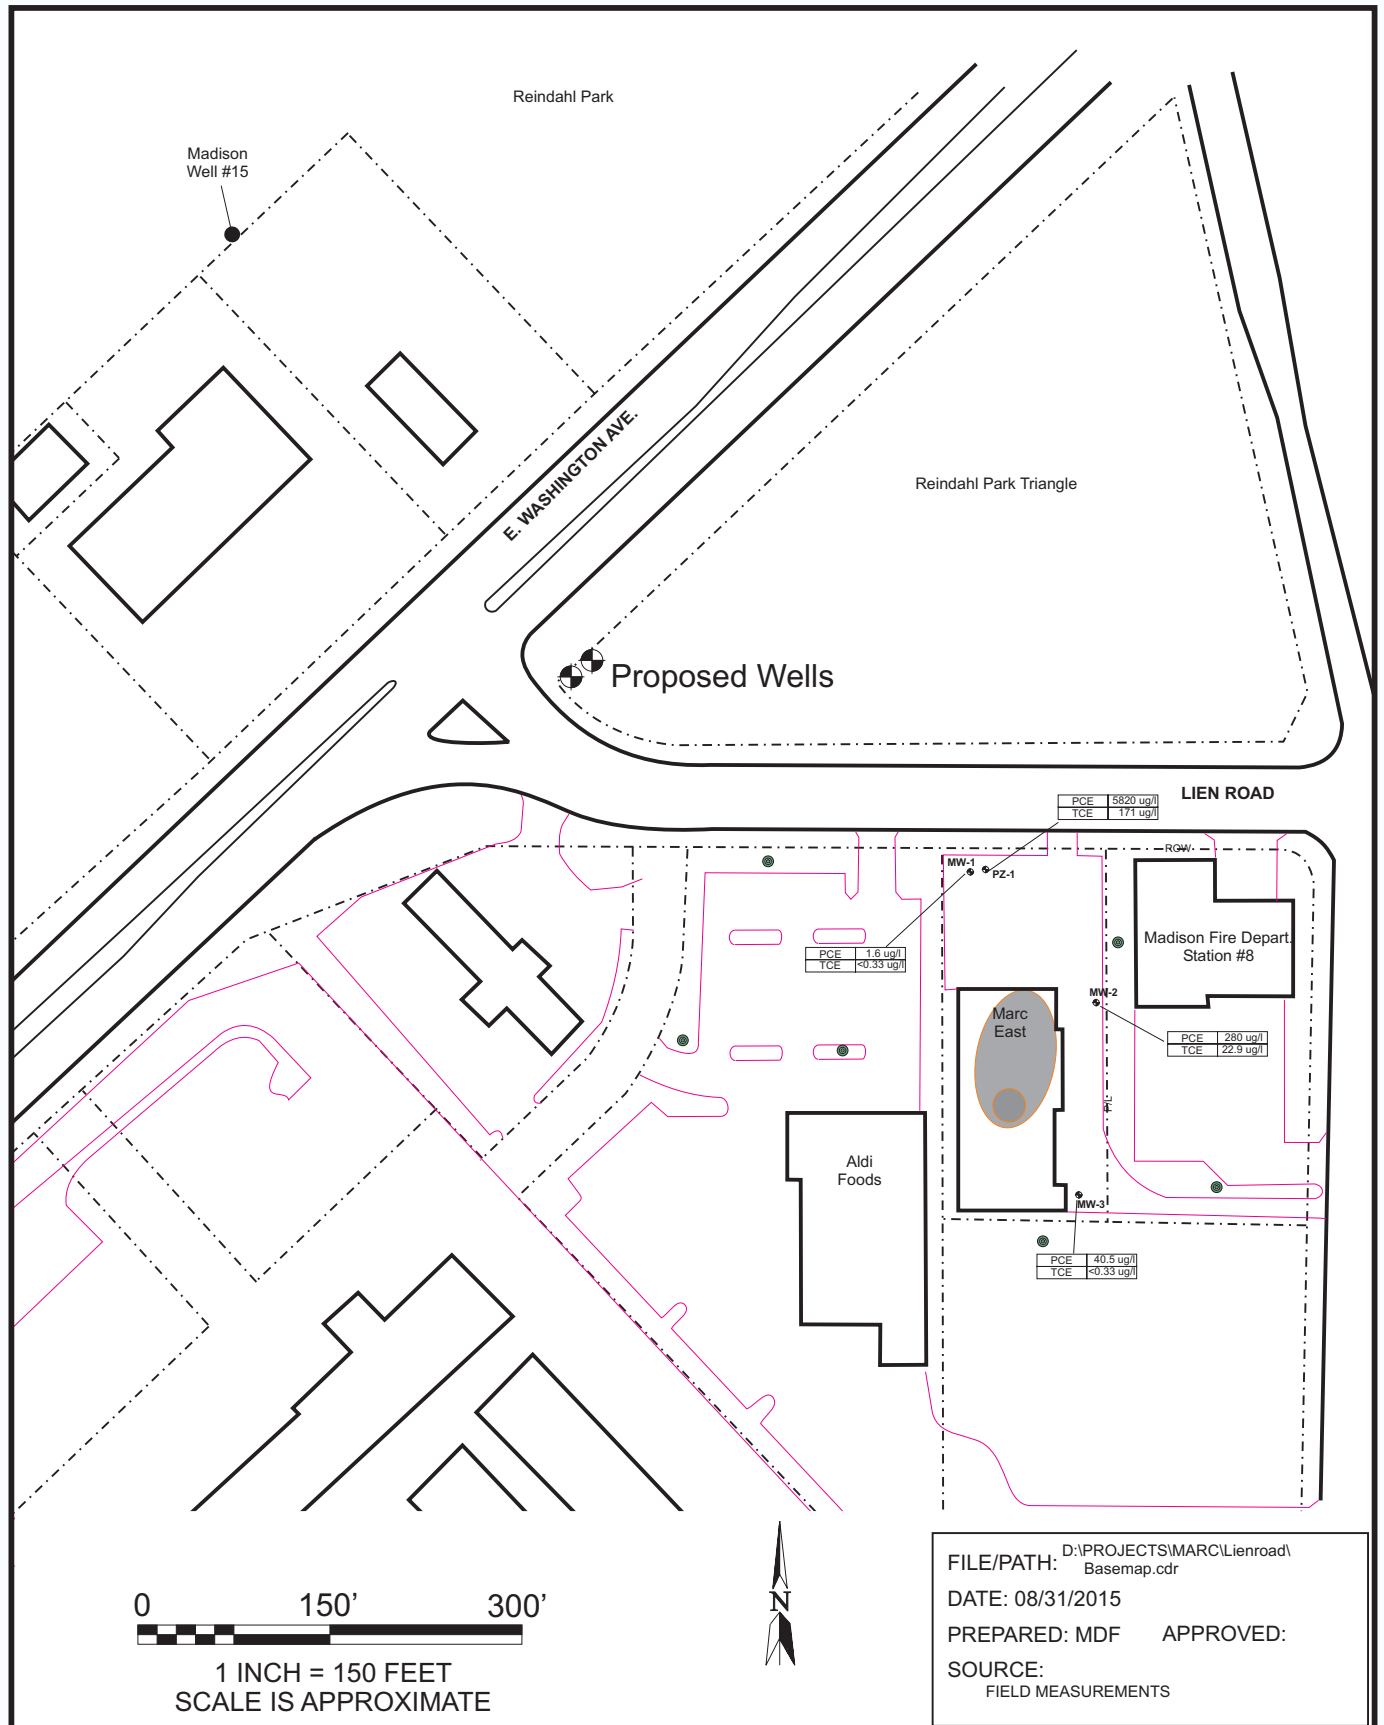 Reindahl Park
Madison
Well #15
E. WASHINGTON AVE.
Reindahl Park Triangle
Proposed Wells
LIEN ROAD
PCE 5820 ug/l
TCE 171 ug/l
ROW
MW-1
PZ-1
Madison Fire Depart.
Station #8
PCE 1.6 ug/l
TCE <0.33 ug/l
MW-2
Marc
East
PCE 280 ug/l
TCE 22.9 ug/l
P/L
Aldi
Foods
MW-3
PCE 40.5 ug/l
TCE <0.33 ug/l
0 150' 300'
1 INCH = 150 FEET
SCALE IS APPROXIMATE
N
FILE/PATH: D:\PROJECTS\MARC\Lienroad\
Basemap.cdr
DATE: 08/31/2015
PREPARED: MDF APPROVED:
SOURCE:
FIELD MEASUREMENTS